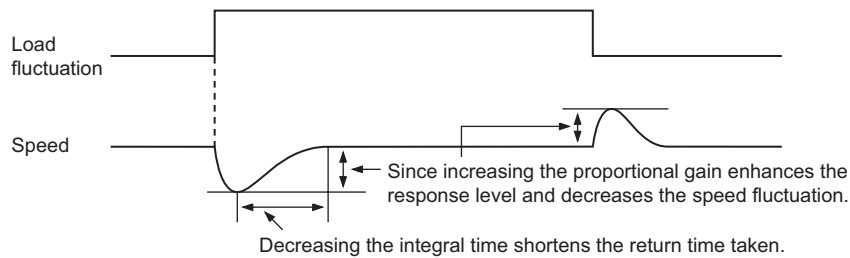 Load
fluctuation
Speed
Since increasing the proportional gain enhances the
response level and decreases the speed fluctuation.
Decreasing the integral time shortens the return time taken.